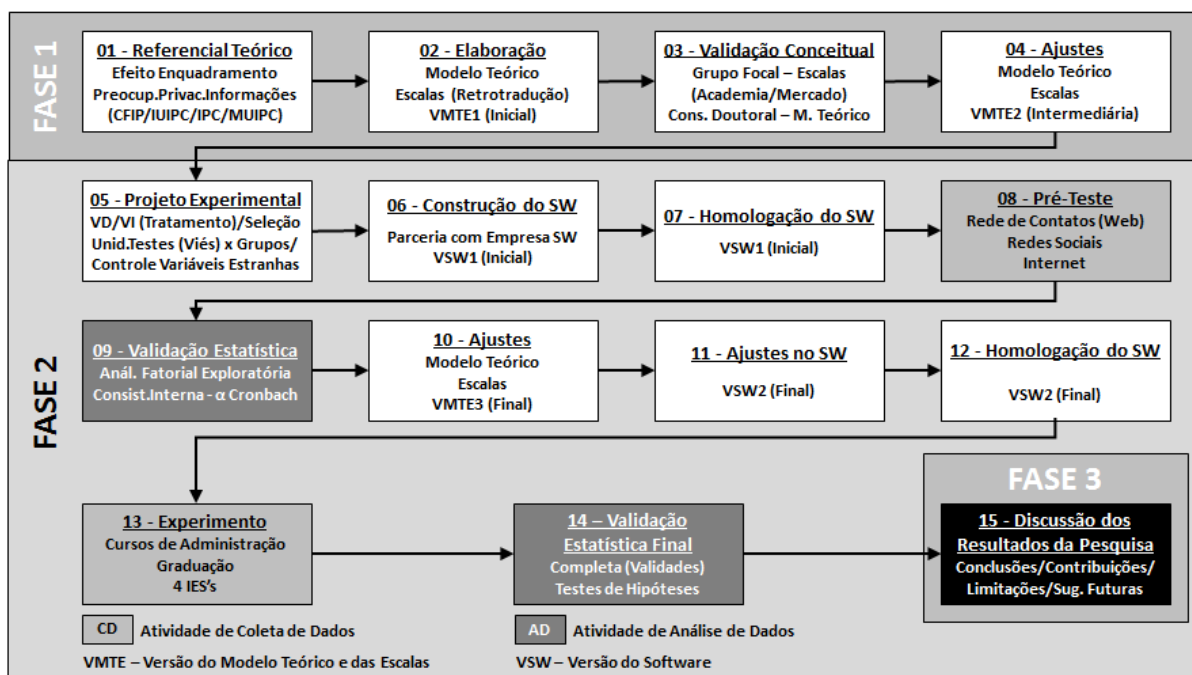 FASE 1
01 - Referencial Teórico
Efeito Enquadramento
Preocup.Privac.Informações
(CFIP/IUIPC/IPC/MUIPC)
02 - Elaboração
Modelo Teórico
Escalas (Retrotradução)
VMTE1 (Inicial)
03 - Validação Conceitual
Grupo Focal – Escalas
(Academia/Mercado)
Cons. Doutoral – M. Teórico
04 - Ajustes
Modelo Teórico
Escalas
VMTE2 (Intermediária)
FASE 2
05 - Projeto Experimental
VD/VI (Tratamento)/Seleção
Unid.Testes (Viés) x Grupos/
Controle Variáveis Estranhas
06 - Construção do SW
Parceria com Empresa SW
VSW1 (Inicial)
07 - Homologação do SW
VSW1 (Inicial)
08 - Pré-Teste
Rede de Contatos (Web)
Redes Sociais
Internet
09 - Validação Estatística
Anál. Fatorial Exploratória
Consist.Interna - α Cronbach
10 - Ajustes
Modelo Teórico
Escalas
VMTE3 (Final)
11 - Ajustes no SW
VSW2 (Final)
12 - Homologação do SW
VSW2 (Final)
13 - Experimento
Cursos de Administração
Graduação
4 IES's
14 – Validação
Estatística Final
Completa (Validades)
Testes de Hipóteses
FASE 3
15 - Discussão dos
Resultados da Pesquisa
Conclusões/Contribuições/
Limitações/Sug. Futuras
CD Atividade de Coleta de Dados
AD Atividade de Análise de Dados
VMTE – Versão do Modelo Teórico e das Escalas
VSW – Versão do Software